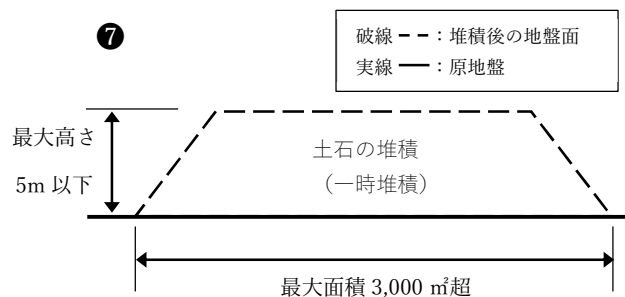 ❼
破線 ：堆積後の地盤面
実線 ：原地盤
最大高さ
5m 以下
土石の堆積
（一時堆積）
最大面積 3,000 ㎡超